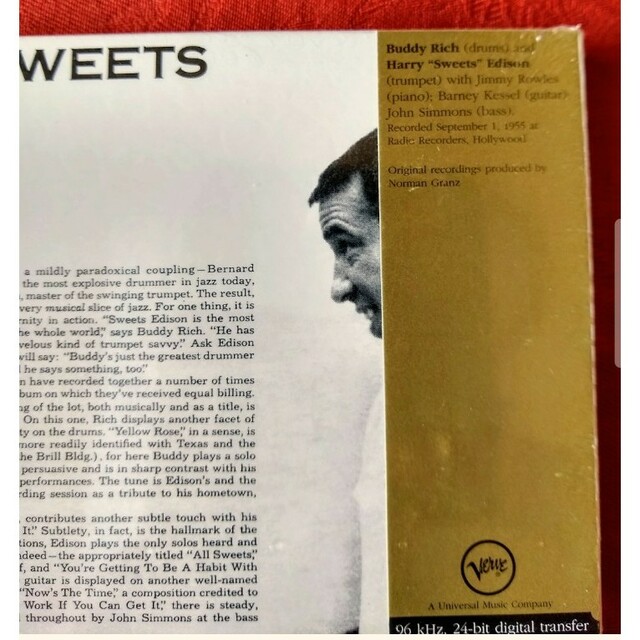 WEETS
a mildly paradoxical coupling—Bernard
the most explosive drummer in jazz today,
, master of the swinging trumpet. The result,
very musical slice of jazz. For one thing, it is
rnity in action. "Sweets Edison is the most
he whole world," says Buddy Rich. "He has
velous kind of trumpet savvy." Ask Edison
will say: "Buddy's just the greatest drummer
l he says something, too."
n have recorded together a number of times
bum on which they've received equal billing.
ng of the lot, both musically and as a title, is
On this one, Rich displays another facet of
ty on the drums. "Yellow Rose," in a sense, is
more readily identified with Texas and the
he Brill Bldg.), for here Buddy plays a solo
persuasive and is in sharp contrast with his
performances. The tune is Edison's and the
rding session as a tribute to his hometown,
, contributes another subtle touch with his
It." Subtlety, in fact, is the hallmark of the
tions, Edison plays the only solos heard and
ndeed—the appropriately titled "All Sweets,"
f, and "You're Getting To Be A Habit With
guitar is displayed on another well-named
"Now's The Time," a composition credited to
Work If You Can Get It," there is steady,
l throughout by John Simmons at the bass
Buddy Rich (drums) and
Harry "Sweets" Edison
(trumpet) with Jimmy Rowles
(piano); Barney Kessel (guitar)
John Simmons (bass).
Recorded September 1, 1955 at
Radio Recorders, Hollywood
Original recordings produced by
Norman Granz
Verve
A Universal Music Company
96 kHz, 24-bit digital transfer